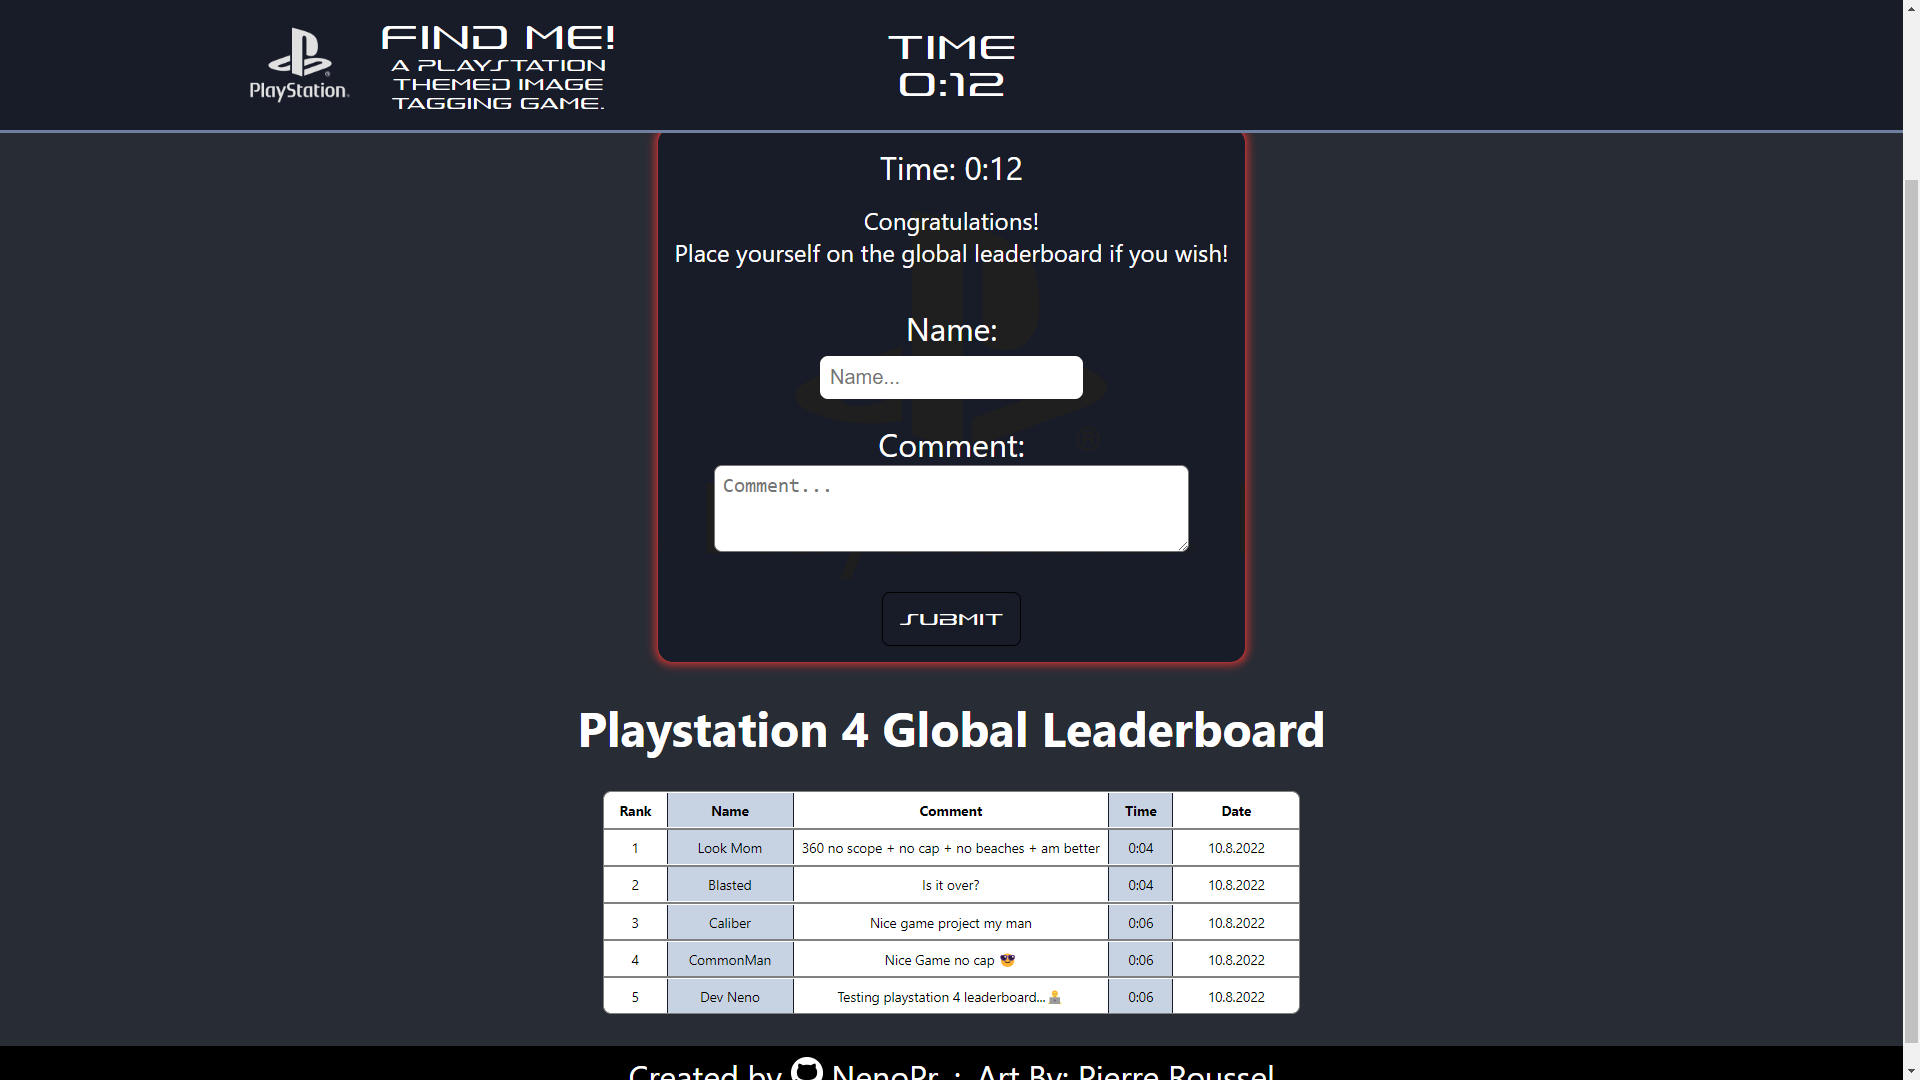 PlayStation®
FIND ME!
A PLAYSTATION
THEMED IMAGE
TAGGING GAME.
TIME
0:12
Time: 0:12
Congratulations!
Place yourself on the global leaderboard if you wish!
Name:
Name...
Comment:
Comment...
SUBMIT
Playstation 4 Global Leaderboard
Rank Name Comment Time Date
1 Look Mom 360 no scope + no cap + no beaches + am better 0:04 10.8.2022
2 Blasted Is it over? 0:04 10.8.2022
3 Caliber Nice game project my man 0:06 10.8.2022
4 CommonMan Nice Game no cap 😎 0:06 10.8.2022
5 Dev Neno Testing playstation 4 leaderboard... 0:06 10.8.2022
Created by NenoPr : Art By: Pierre Roussel